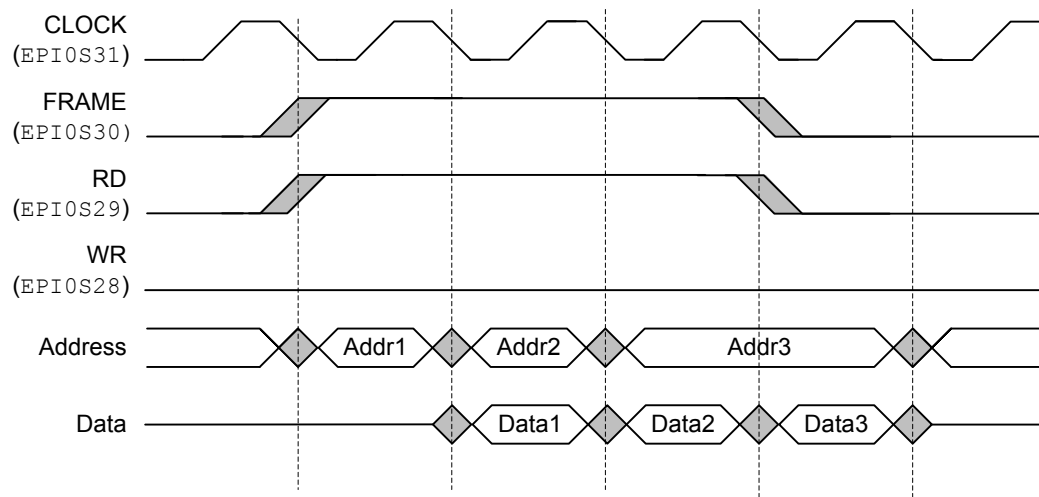 CLOCK
(EPI0S31)
FRAME
(EPI0S30)
RD
(EPI0S29)
WR
(EPI0S28)
Address Addr1 Addr2 Addr3
Data Data1 Data2 Data3